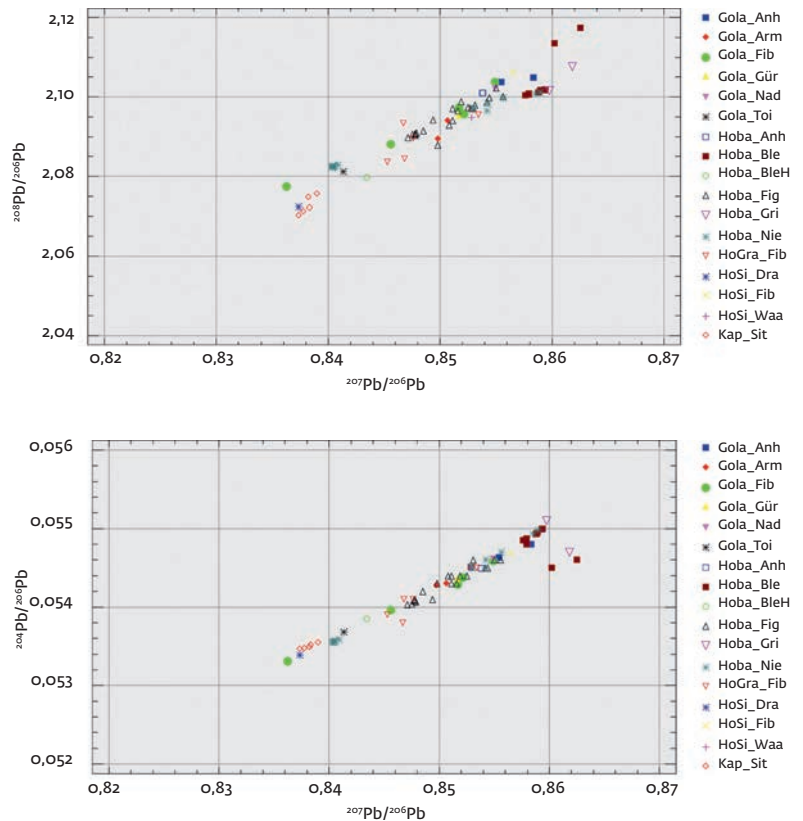 2,12
2,10
2,08
2,06
2,04
²⁰⁸Pb/²⁰⁶Pb
0,82 0,83 0,84 0,85 0,86 0,87
²⁰⁷Pb/²⁰⁶Pb
Gola_Anh
Gola_Arm
Gola_Fib
Gola_Gür
Gola_Nad
Gola_Toi
Hoba_Anh
Hoba_Ble
Hoba_BleH
Hoba_Fig
Hoba_Gri
Hoba_Nie
HoGra_Fib
HoSi_Dra
HoSi_Fib
HoSi_Waa
Kap_Sit
0,056
0,055
0,054
0,053
0,052
²⁰⁴Pb/²⁰⁶Pb
0,82 0,83 0,84 0,85 0,86 0,87
²⁰⁷Pb/²⁰⁶Pb
Gola_Anh
Gola_Arm
Gola_Fib
Gola_Gür
Gola_Nad
Gola_Toi
Hoba_Anh
Hoba_Ble
Hoba_BleH
Hoba_Fig
Hoba_Gri
Hoba_Nie
HoGra_Fib
HoSi_Dra
HoSi_Fib
HoSi_Waa
Kap_Sit